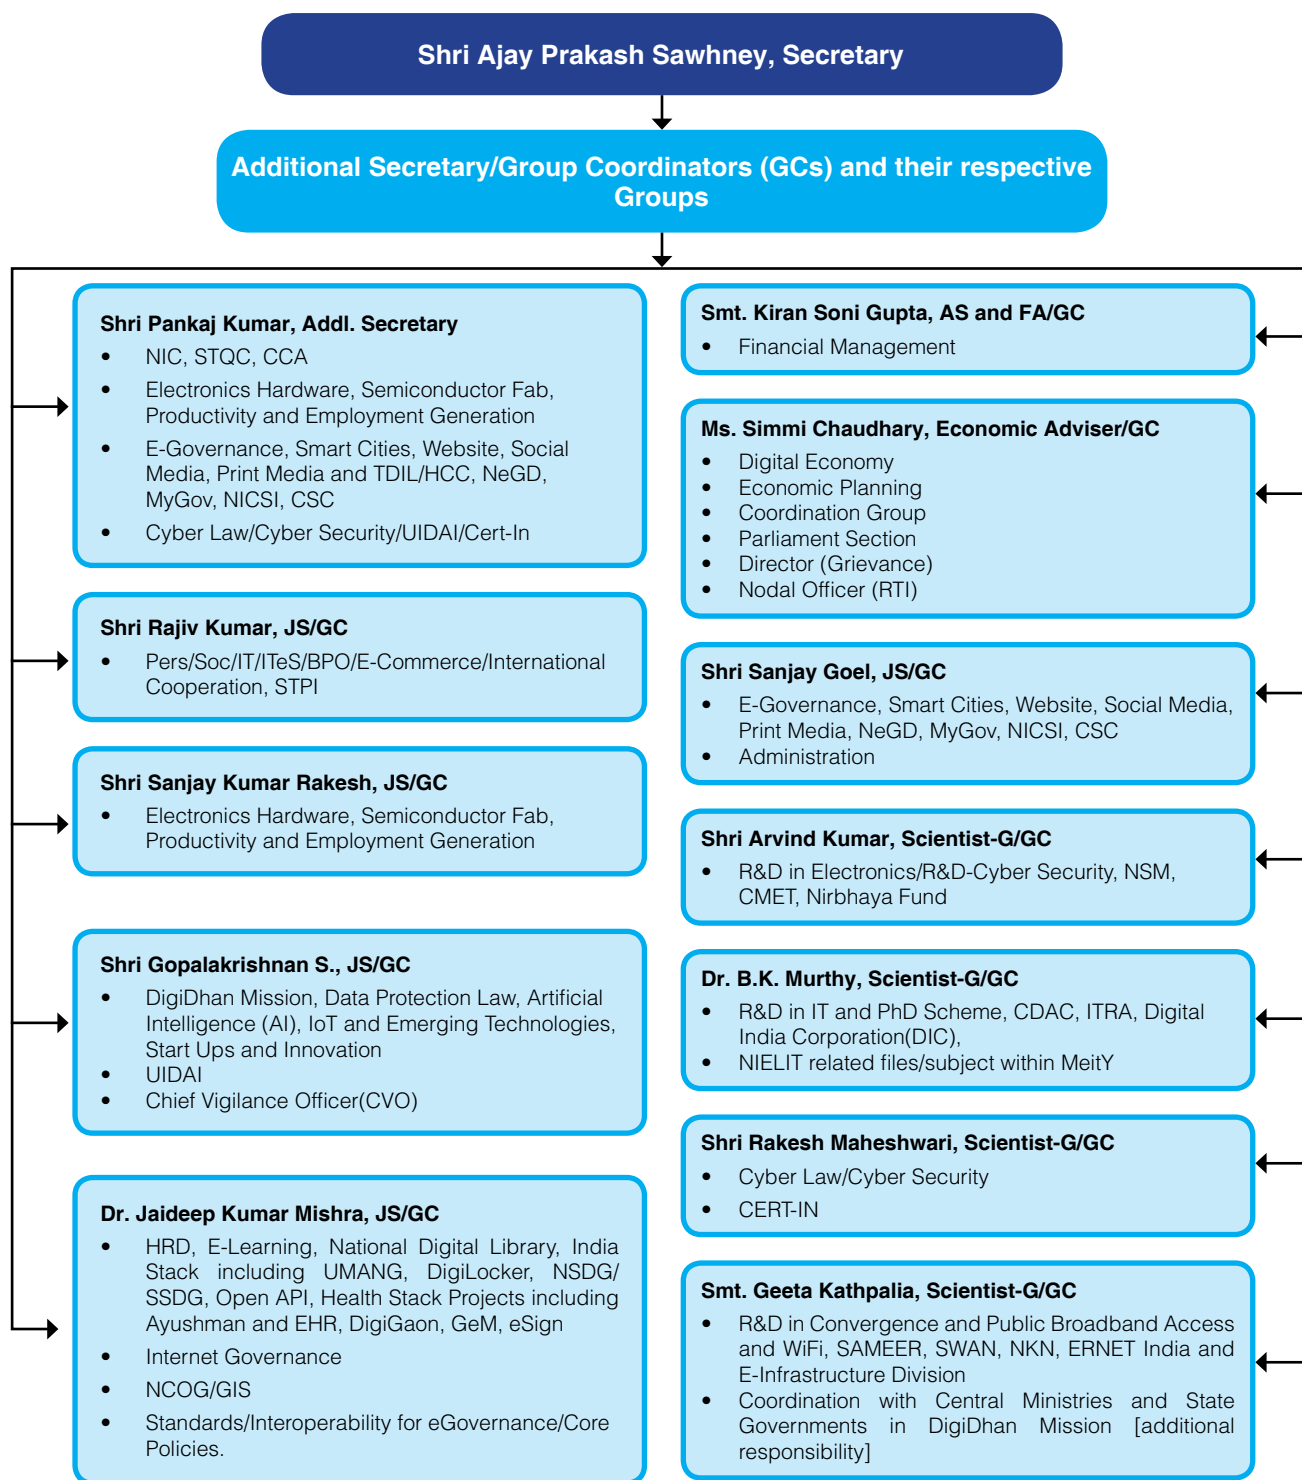 Shri Ajay Prakash Sawhney, Secretary
Additional Secretary/Group Coordinators (GCs) and their respective
Groups
Shri Pankaj Kumar, Addl. Secretary
• NIC, STQC, CCA
• Electronics Hardware, Semiconductor Fab,
Productivity and Employment Generation
• E-Governance, Smart Cities, Website, Social
Media, Print Media and TDIL/HCC, NeGD,
MyGov, NICSI, CSC
• Cyber Law/Cyber Security/UIDAI/Cert-In
Shri Rajiv Kumar, JS/GC
• Pers/Soc/IT/ITeS/BPO/E-Commerce/International
Cooperation, STPI
Shri Sanjay Kumar Rakesh, JS/GC
• Electronics Hardware, Semiconductor Fab,
Productivity and Employment Generation
Shri Gopalakrishnan S., JS/GC
• DigiDhan Mission, Data Protection Law, Artificial
Intelligence (AI), IoT and Emerging Technologies,
Start Ups and Innovation
• UIDAI
• Chief Vigilance Officer(CVO)
Dr. Jaideep Kumar Mishra, JS/GC
• HRD, E-Learning, National Digital Library, India
Stack including UMANG, DigiLocker, NSDG/
SSDG, Open API, Health Stack Projects including
Ayushman and EHR, DigiGaon, GeM, eSign
• Internet Governance
• NCOG/GIS
• Standards/Interoperability for eGovernance/Core
Policies.
Smt. Kiran Soni Gupta, AS and FA/GC
• Financial Management
Ms. Simmi Chaudhary, Economic Adviser/GC
• Digital Economy
• Economic Planning
• Coordination Group
• Parliament Section
• Director (Grievance)
• Nodal Officer (RTI)
Shri Sanjay Goel, JS/GC
• E-Governance, Smart Cities, Website, Social Media,
Print Media, NeGD, MyGov, NICSI, CSC
• Administration
Shri Arvind Kumar, Scientist-G/GC
• R&D in Electronics/R&D-Cyber Security, NSM,
CMET, Nirbhaya Fund
Dr. B.K. Murthy, Scientist-G/GC
• R&D in IT and PhD Scheme, CDAC, ITRA, Digital
India Corporation(DIC),
• NIELIT related files/subject within MeitY
Shri Rakesh Maheshwari, Scientist-G/GC
• Cyber Law/Cyber Security
• CERT-IN
Smt. Geeta Kathpalia, Scientist-G/GC
• R&D in Convergence and Public Broadband Access
and WiFi, SAMEER, SWAN, NKN, ERNET India and
E-Infrastructure Division
• Coordination with Central Ministries and State
Governments in DigiDhan Mission [additional
responsibility]